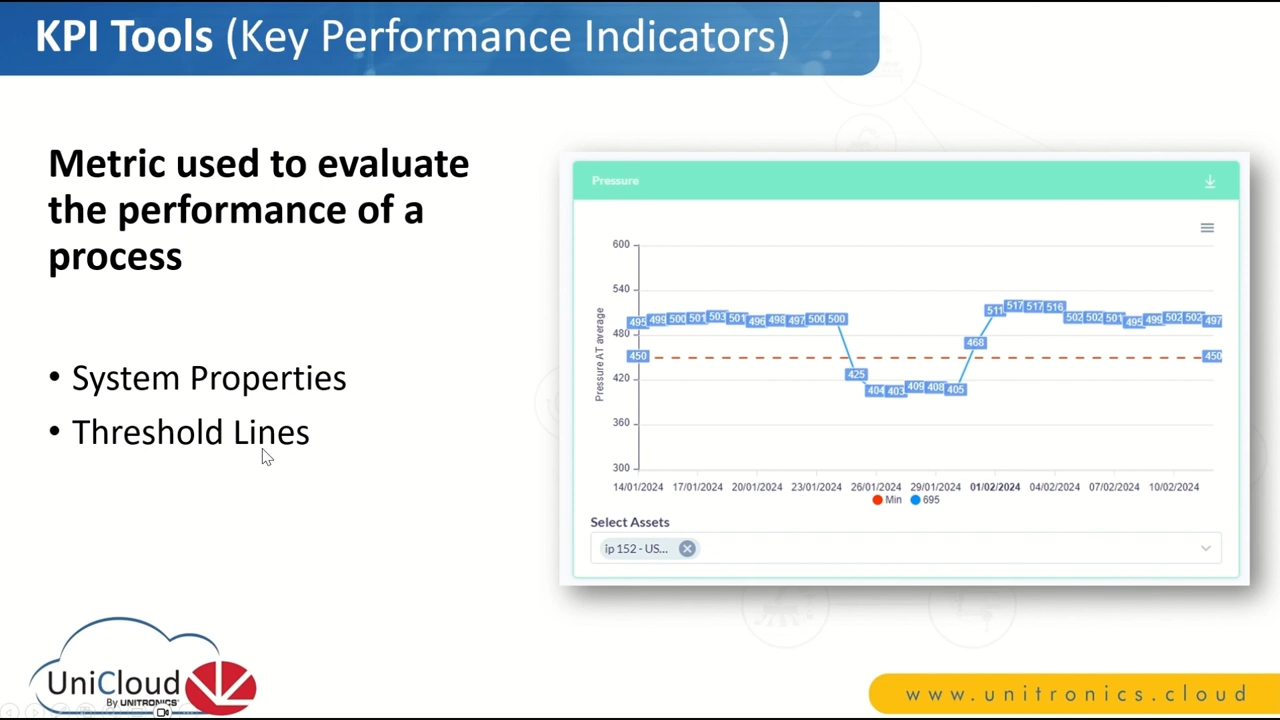 KPI Tools (Key Performance Indicators)
Metric used to evaluate
the performance of a
process
• System Properties
• Threshold Lines
Pressure
Pressure AT average
600
540
480
420
360
300
495 499 500 501 503 501 496 498 497 500 500 425 404 403 409 408 405 468 511 517 517 516 502 502 501 495 499 502 502 497
450 450
14/01/2024 17/01/2024 20/01/2024 23/01/2024 26/01/2024 29/01/2024 01/02/2024 04/02/2024 07/02/2024 10/02/2024
Min 695
Select Assets
ip 152 - US...
UniCloud
By UNITRONICS
www.unitronics.cloud